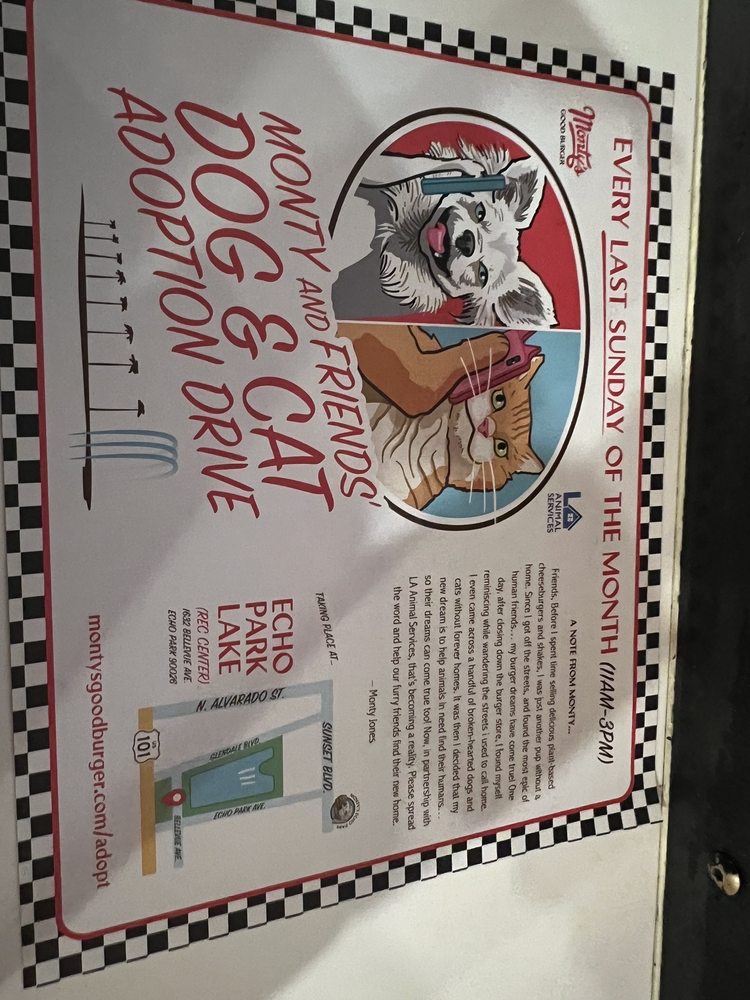 EVERY LAST SUNDAY OF THE MONTH (11AM-3PM)
Monty's
GOOD BURGER
LA
ANIMAL
SERVICES
MONTY AND FRIENDS'
DOG & CAT
ADOPTION DRIVE
A NOTE FROM MONTY...
Friends, Before I spent time selling delicious plant-based
cheeseburgers and shakes, I was just another pup without a
home. Since I got off the streets, and found the most epic of
human friends... my burger dreams have come true! One
day, after closing down the burger store, I found myself
reminiscing while wandering the streets I used to call home.
I even came across a handful of broken-hearted dogs and
cats without forever homes. It was then I decided that my
new dream is to help animals in need find their humans...
so their dreams can come true too! Now, in partnership with
LA Animal Services, that's becoming a reality. Please spread
the word and help our furry friends find their new home.
– Monty Jones
TAKING PLACE AT...
ECHO
PARK
LAKE
(REC CENTER)
1632 BELLEVUE AVE.
ECHO PARK 90026
SUNSET BLVD.
N. ALVARADO ST.
GLENDALE BLVD
ECHO PARK AVE.
BELLEVUE AVE.
US
101
montysgoodburger.com/adopt